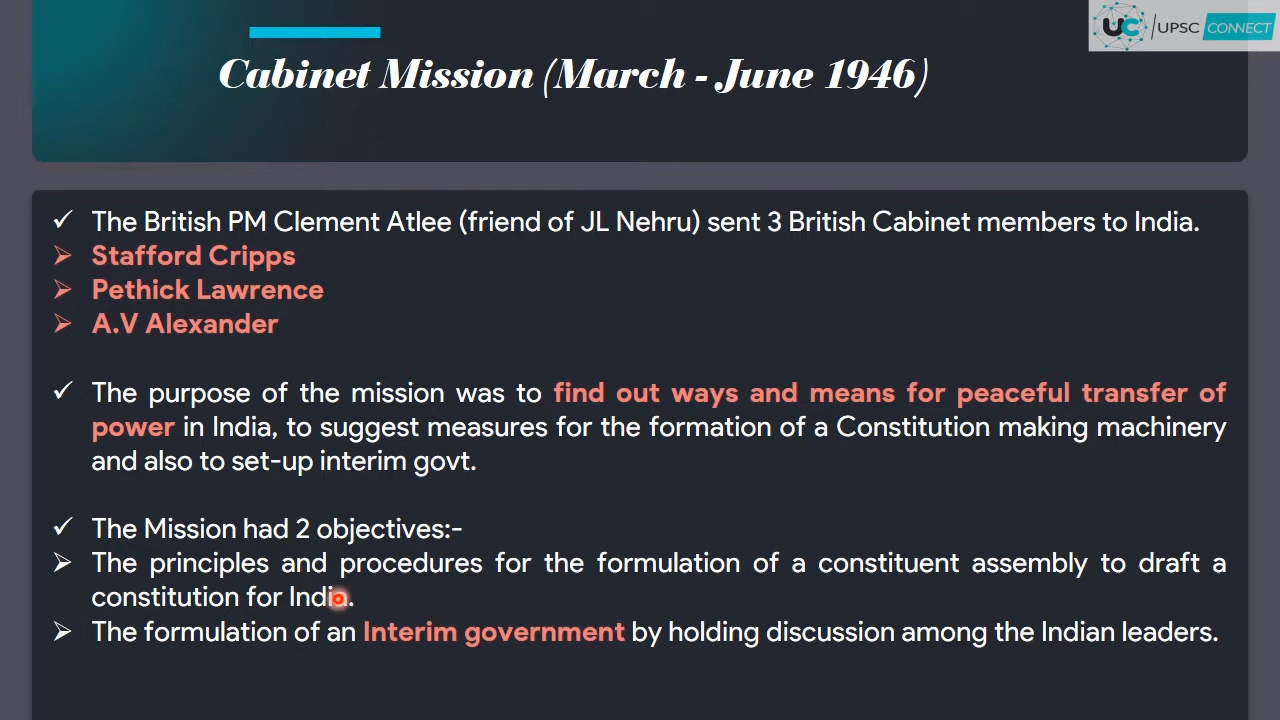 UC UPSC CONNECT
Cabinet Mission (March - June 1946)
✓ The British PM Clement Atlee (friend of JL Nehru) sent 3 British Cabinet members to India.
➢ Stafford Cripps
➢ Pethick Lawrence
➢ A.V Alexander
✓ The purpose of the mission was to find out ways and means for peaceful transfer of
power in India, to suggest measures for the formation of a Constitution making machinery
and also to set-up interim govt.
✓ The Mission had 2 objectives:-
➢ The principles and procedures for the formulation of a constituent assembly to draft a
constitution for India.
➢ The formulation of an Interim government by holding discussion among the Indian leaders.